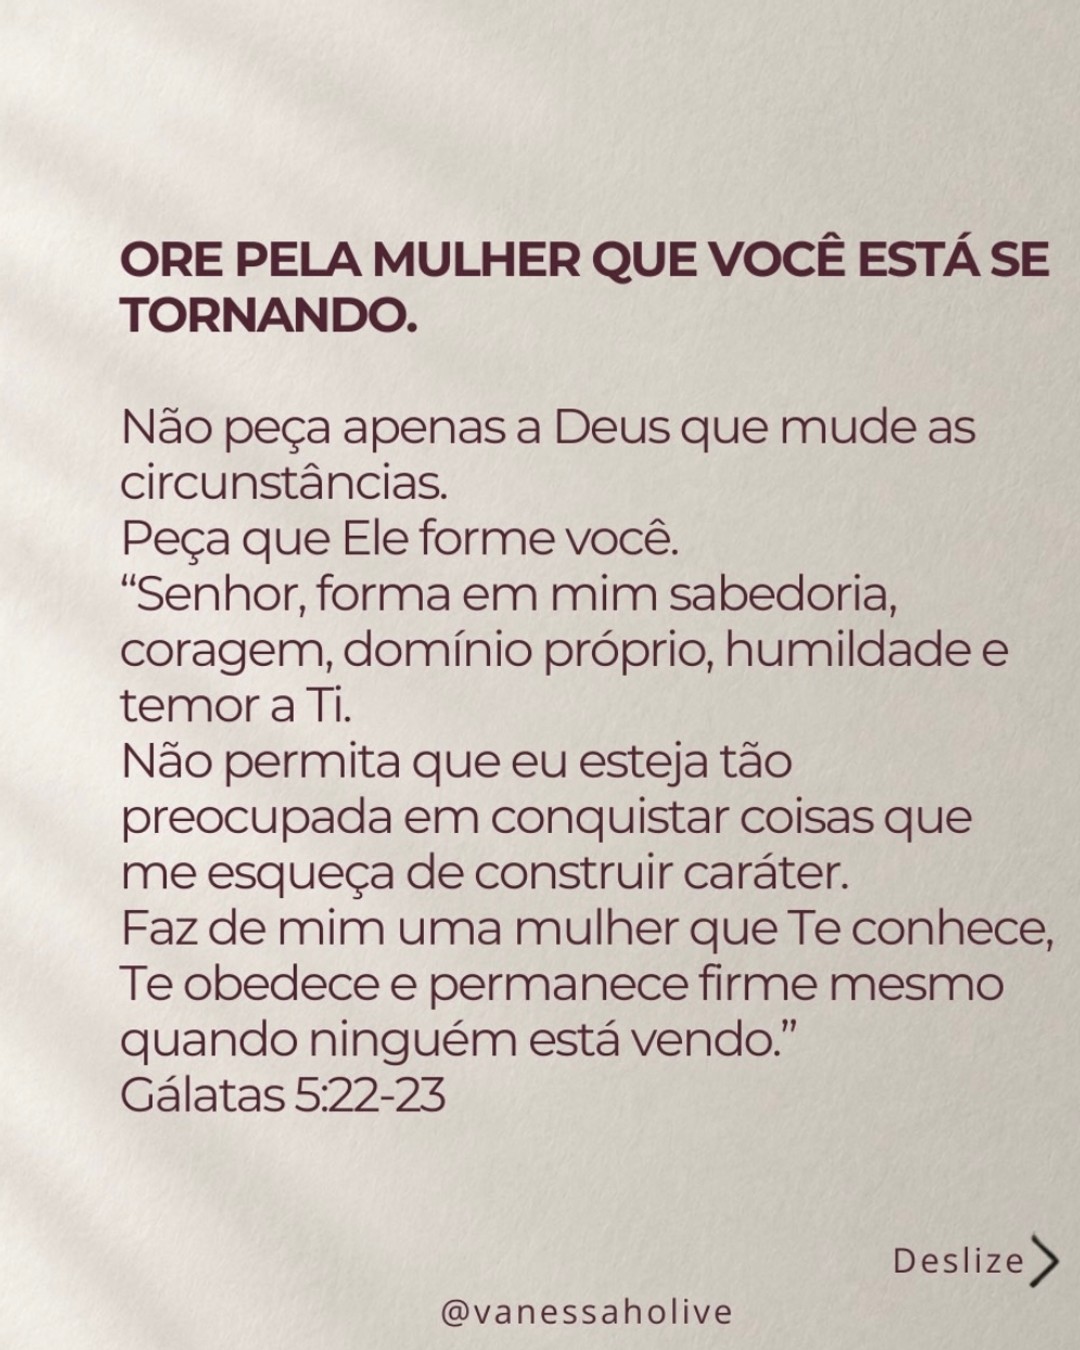 ORE PELA MULHER QUE VOCÊ ESTÁ SE
TORNANDO.
Não peça apenas a Deus que mude as
circunstâncias.
Peça que Ele forme você.
“Senhor, forma em mim sabedoria,
coragem, domínio próprio, humildade e
temor a Ti.
Não permita que eu esteja tão
preocupada em conquistar coisas que
me esqueça de construir caráter.
Faz de mim uma mulher que Te conhece,
Te obedece e permanece firme mesmo
quando ninguém está vendo.”
Gálatas 5:22-23
Deslize
@vanessaholive